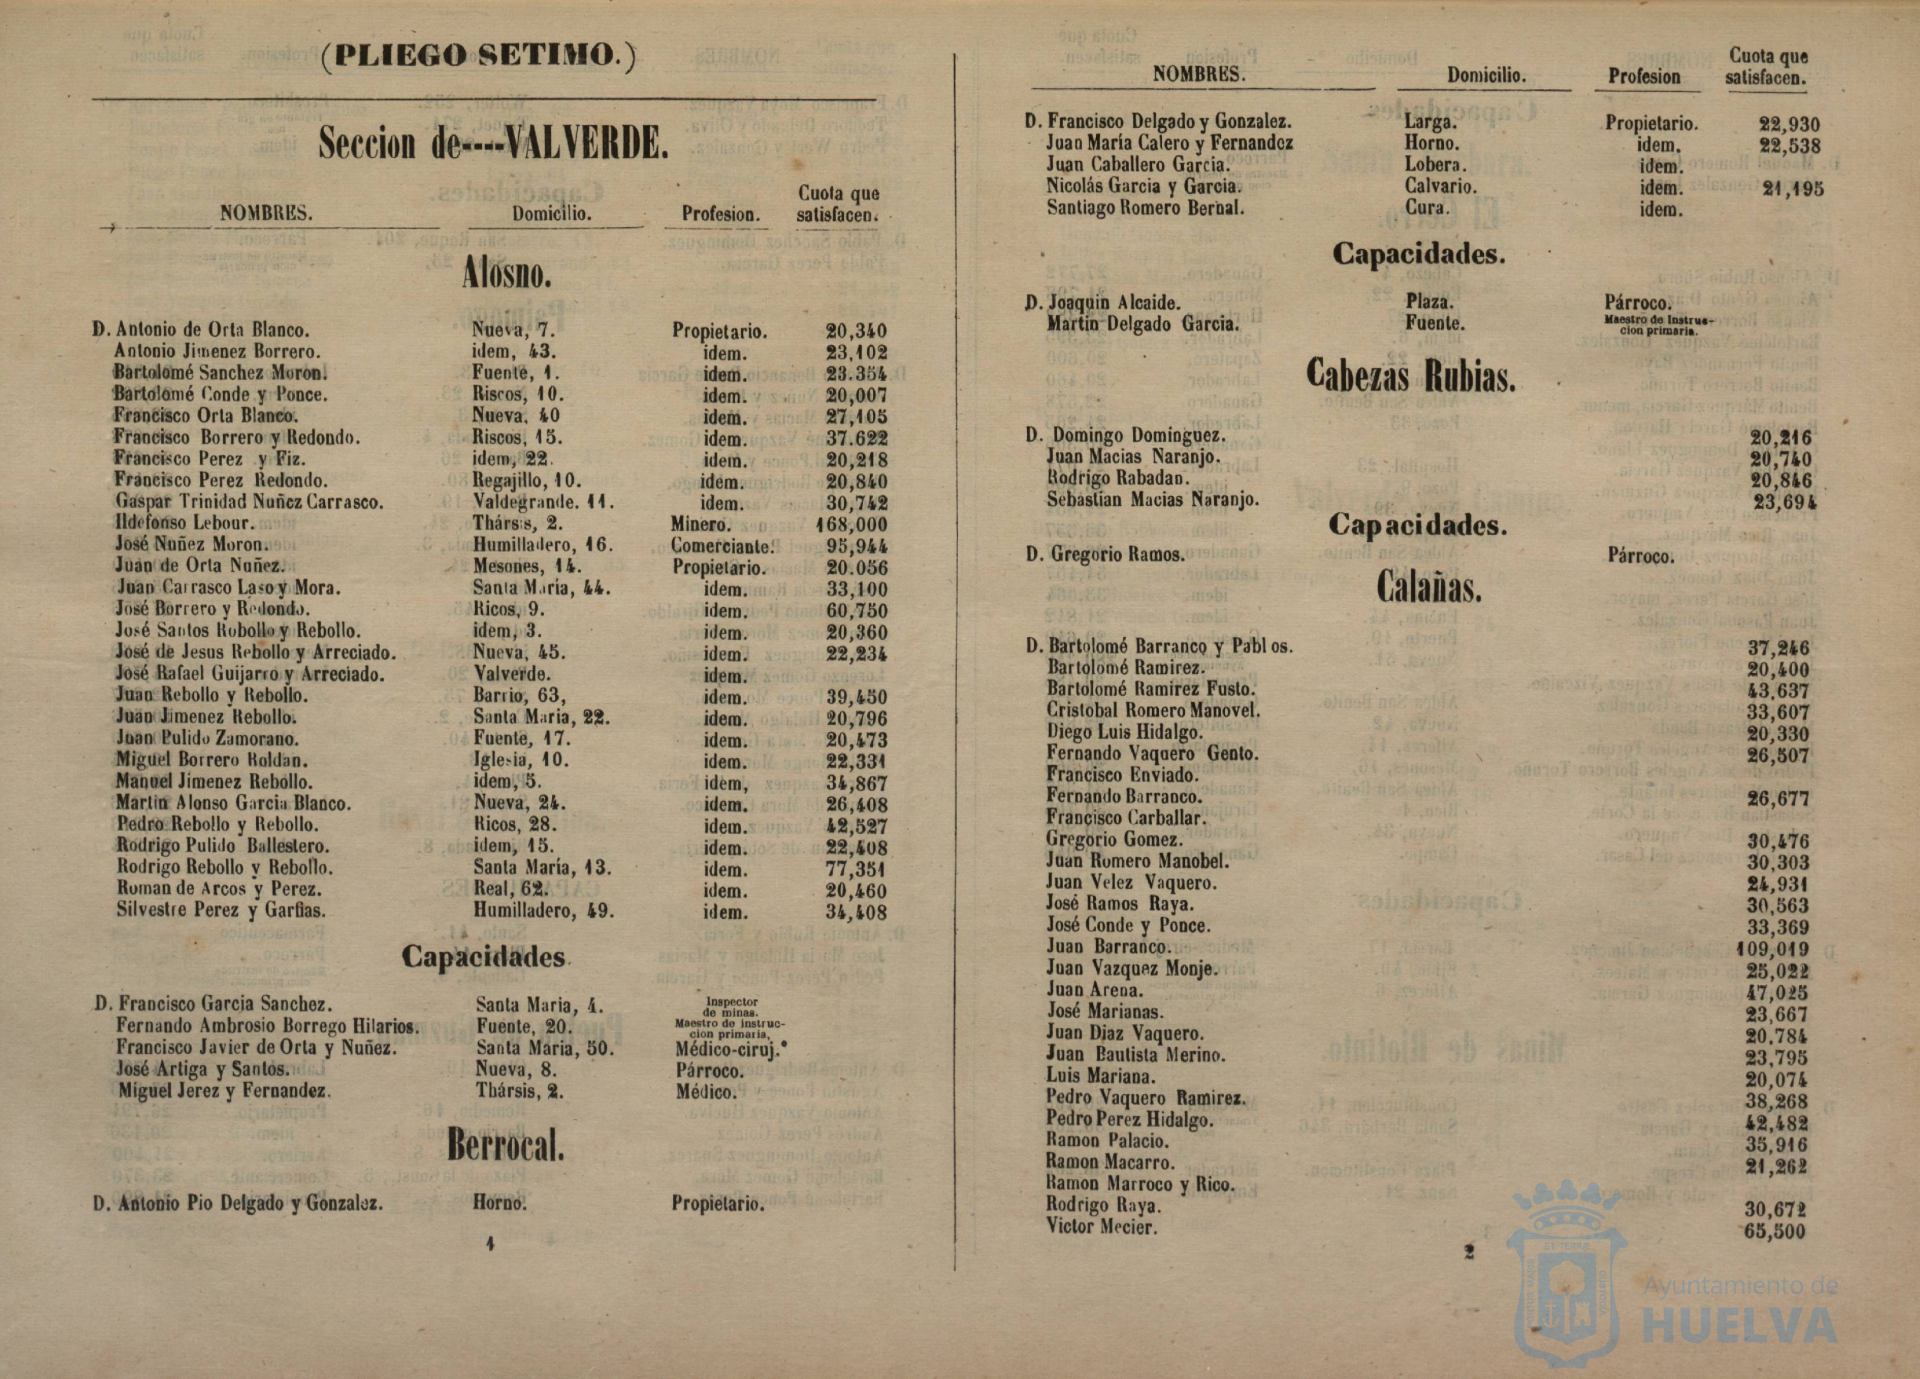 (PLIEGO SETIMO.)
Seccion de----VALVERDE.
NOMBRES. Domicilio. Profesion. Cuota que satisfacen.
Alosno.
D. Antonio de Orta Blanco. Nueva, 7. Propietario. 20,340
Antonio Jimenez Borrero. idem, 43. idem. 23,102
Bartolomé Sanchez Moron. Fuente, 1. idem. 23.354
Bartolomé Conde y Ponce. Riscos, 10. idem. 20,007
Francisco Orta Blanco. Nueva, 40 idem. 27,105
Francisco Borrero y Redondo. Riscos, 15. idem. 37.622
Francisco Perez y Fiz. idem, 22. idem. 20,218
Francisco Perez Redondo. Regajillo, 10. idem. 20,840
Gaspar Trinidad Nuñez Carrasco. Valdegrande. 11. idem. 30,742
Ildefonso Lebour. Thársis, 2. Minero. 168,000
José Nuñez Moron. Humilladero, 16. Comerciante. 95,944
Juan de Orta Nuñez. Mesones, 14. Propietario. 20.056
Juan Carrasco Laso y Mora. Santa María, 44. idem. 33,100
José Borrero y Redondo. Ricos, 9. idem. 60,750
José Santos Robollo y Rebollo. idem, 3. idem. 20,360
José de Jesus Rebollo y Arreciado. Nueva, 45. idem. 22,234
José Rafael Guijarro y Arreciado. Valverde. idem.
Juan Rebollo y Rebollo. Barrio, 63, idem. 39,450
Juan Jimenez Rebollo. Santa Maria, 22. idem. 20,796
Juan Pulido Zamorano. Fuente, 17. idem. 20,473
Miguel Borrero Roldan. Iglesia, 10. idem. 22,331
Manuel Jimenez Rebollo. idem, 5. idem, 34,867
Martin Alonso Garcia Blanco. Nueva, 24. idem. 26,408
Pedro Rebollo y Rebollo. Ricos, 28. idem. 42,527
Rodrigo Pulido Ballestero. idem, 15. idem. 22,408
Rodrigo Rebollo y Rebollo. Santa María, 13. idem. 77,351
Roman de Arcos y Perez. Real, 62. idem. 20,460
Silvestre Perez y Garfias. Humilladero, 49. idem. 34,408
Capacidades.
D. Francisco Garcia Sanchez. Santa Maria, 4. Inspector de minas.
Fernando Ambrosio Borrego Hilarios. Fuente, 20. Maestro de instruccion primaria,
Francisco Javier de Orta y Nuñez. Santa Maria, 50. Médico-ciruj.º
José Artiga y Santos. Nueva, 8. Párroco.
Miguel Jerez y Fernandez. Thársis, 2. Médico.
Berrocal.
D. Antonio Pio Delgado y Gonzalez. Horno. Propietario.
1
NOMBRES. Domicilio. Profesion Cuota que satisfacen.
D. Francisco Delgado y Gonzalez. Larga. Propietario. 22,930
Juan María Calero y Fernandez Horno. idem. 22,538
Juan Caballero Garcia. Lobera. idem.
Nicolás Garcia y Garcia. Calvario. idem. 21,195
Santiago Romero Bernal. Cura. idem.
Capacidades.
D. Joaquin Alcaide. Plaza. Párroco.
Martin Delgado Garcia. Fuente. Maestro de Instruccion primaria.
Cabezas Rubias.
D. Domingo Dominguez. 20,216
Juan Macias Naranjo. 20,740
Rodrigo Rabadan. 20,846
Sebastian Macias Naranjo. 23,694
Capacidades.
D. Gregorio Ramos. Párroco.
Calañas.
D. Bartolomé Barranco y Pablos. 37,246
Bartolomé Ramirez. 20,400
Bartolomé Ramirez Fusto. 43,637
Cristobal Romero Manovel. 33,607
Diego Luis Hidalgo. 20,330
Fernando Vaquero Gento. 26,507
Francisco Enviado.
Fernando Barranco. 26,677
Francisco Carballar.
Gregorio Gomez. 30,476
Juan Romero Manobel. 30,303
Juan Velez Vaquero. 24,931
José Ramos Raya. 30,563
José Conde y Ponce. 33,369
Juan Barranco. 109,019
Juan Vazquez Monje. 25,022
Juan Arena. 47,025
José Marianas. 23,667
Juan Diaz Vaquero. 20,784
Juan Bautista Merino. 23,795
Luis Mariana. 20,074
Pedro Vaquero Ramirez. 38,268
Pedro Perez Hidalgo. 42,482
Ramon Palacio. 35,916
Ramon Macarro. 21,262
Ramon Marroco y Rico.
Rodrigo Raya. 30,672
Victor Mecier. 65,500
2
Ayuntamiento de
HUELVA